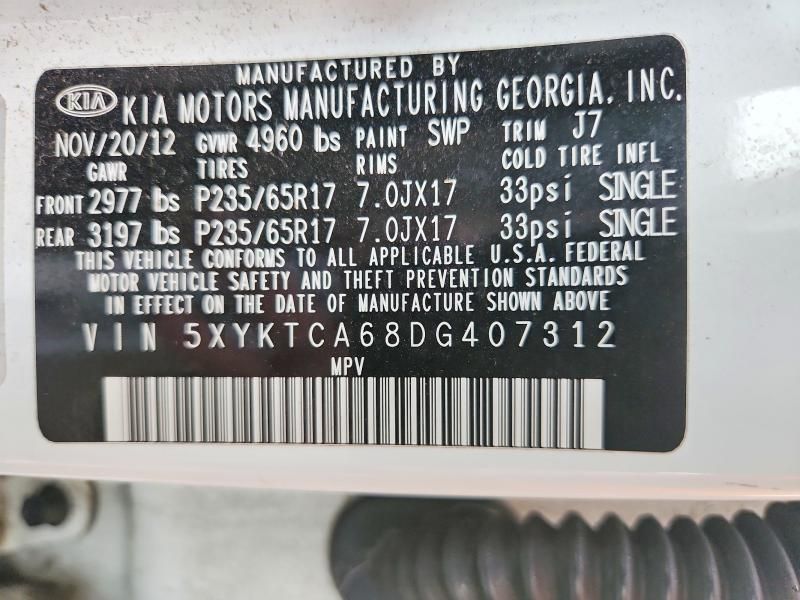 MANUFACTURED BY
KIA KIA MOTORS MANUFACTURING GEORGIA, INC.
NOV/20/12 GVWR 4960 lbs PAINT SWP TRIM J7
GAWR TIRES RIMS COLD TIRE INFL
FRONT 2977 lbs P235/65R17 7.0JX17 33psi SINGLE
REAR 3197 lbs P235/65R17 7.0JX17 33psi SINGLE
THIS VEHICLE CONFORMS TO ALL APPLICABLE U.S.A. FEDERAL
MOTOR VEHICLE SAFETY AND THEFT PREVENTION STANDARDS
IN EFFECT ON THE DATE OF MANUFACTURE SHOWN ABOVE
VIN 5XYKTCA68DG407312
MPV